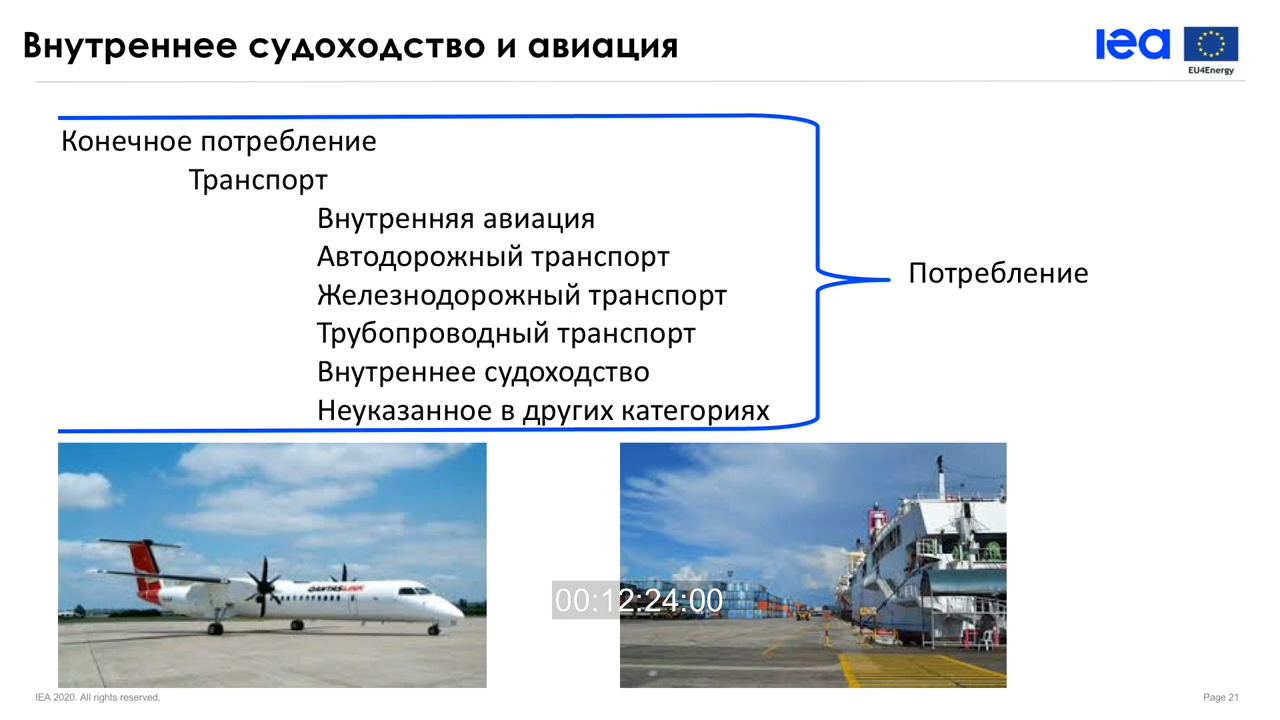 Внутреннее судоходство и авиация
iea
EU4Energy
Конечное потребление
Транспорт
Внутренняя авиация
Автодорожный транспорт
Железнодорожный транспорт
Трубопроводный транспорт
Внутреннее судоходство
Неуказанное в других категориях
Потребление
QANTASLINK
00:12:24:00
IEA 2020. All rights reserved.
Page 21